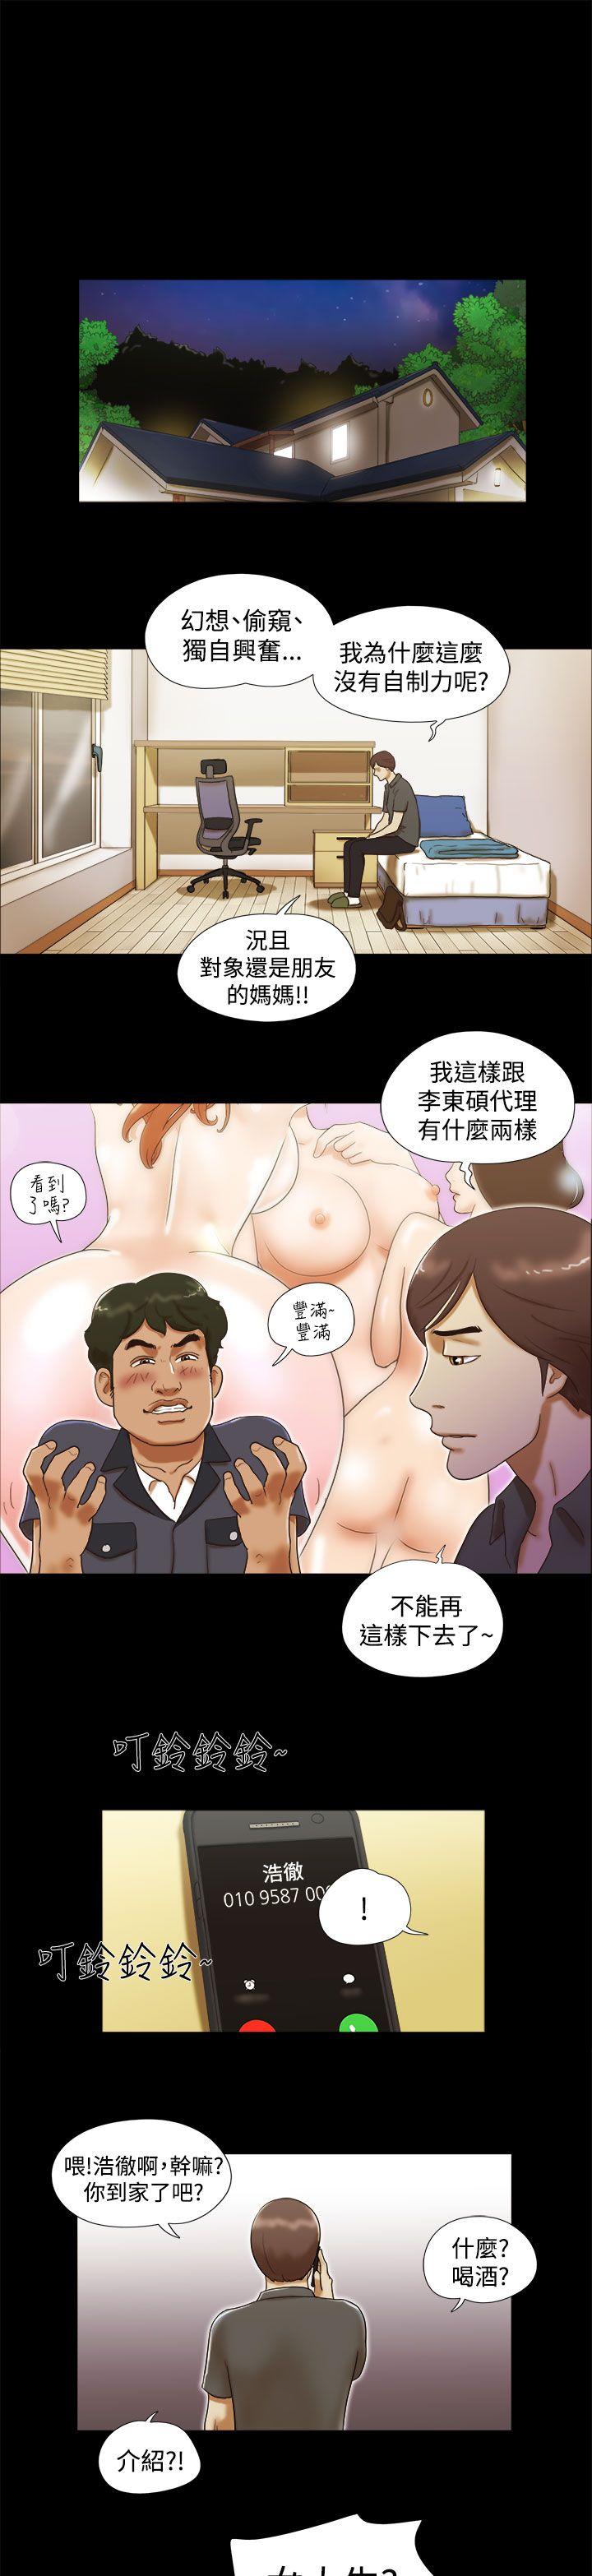 幻想、偷窺、
獨自興奮...
我為什麼這麼
沒有自制力呢?
況且
對象還是朋友
的媽媽!!
我這樣跟
李東碩代理
有什麼兩樣
看到
了嗎?
豐滿~
豐滿
不能再
這樣下去了~
叮鈴鈴鈴~
浩徹
010 9587 00
!
叮鈴鈴鈴~
喂!浩徹啊,幹嘛?
你到家了吧?
什麼?
喝酒?
介紹?!